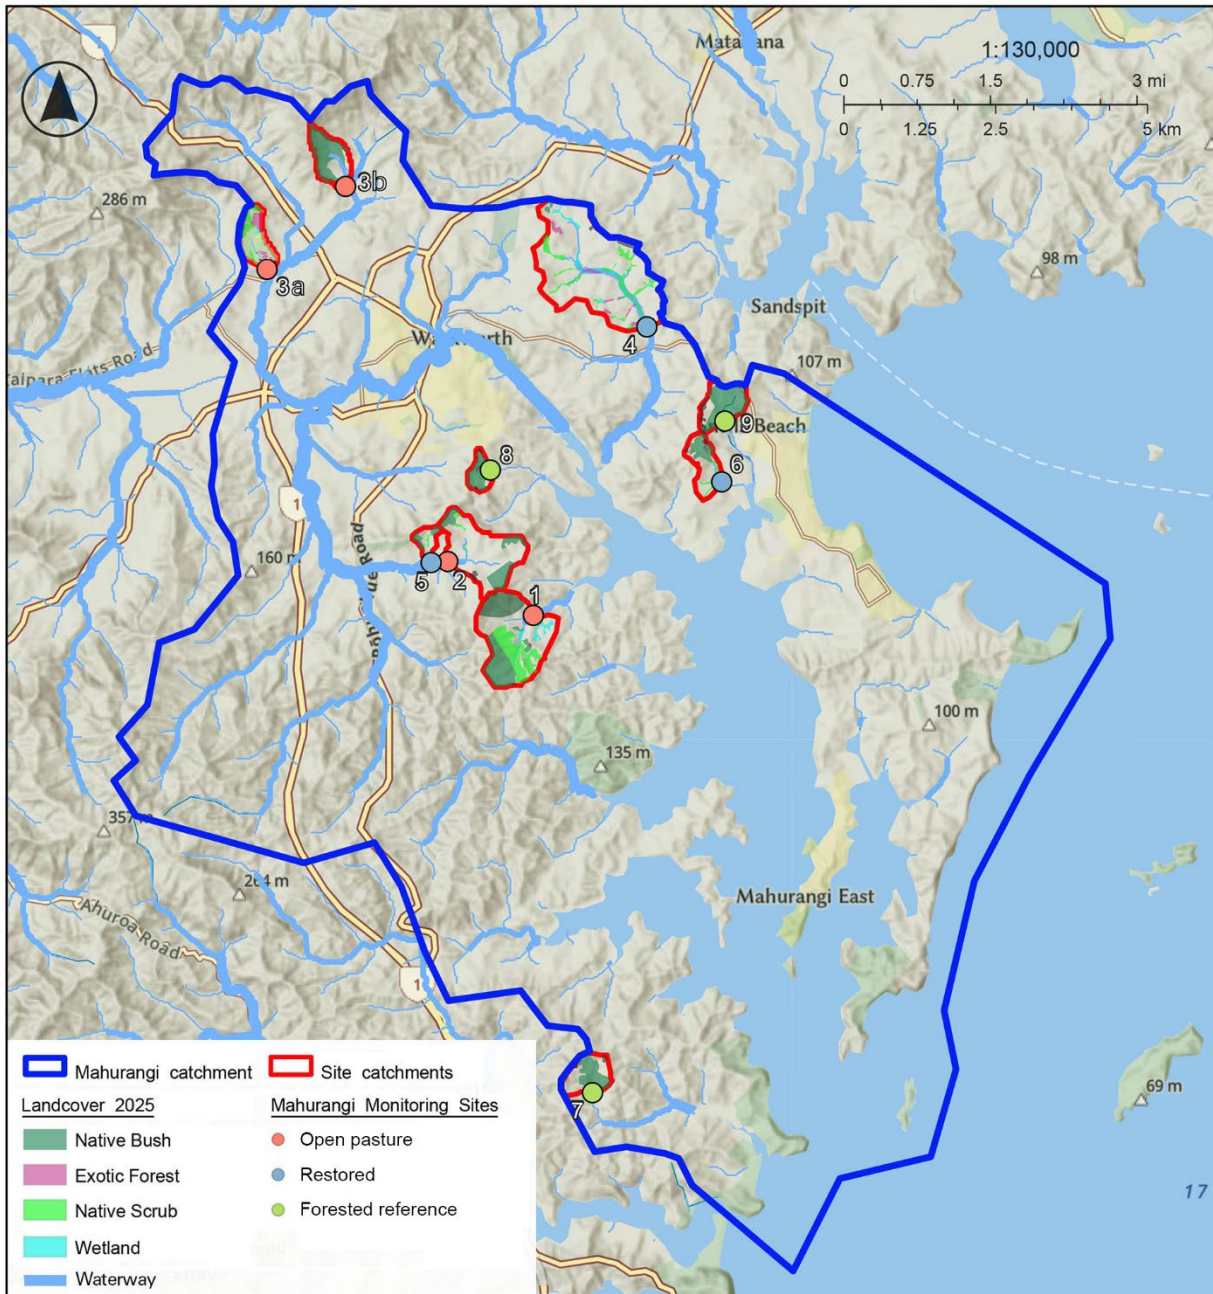 Matakana
1:130,000
0 0.75 1.5 3 mi
0 1.25 2.5 5 km
3b
286 m
98 m
3a
Sandspit
4
107 m
9
8
6
1
160 m
5
2
1
100 m
135 m
357 m
Mahurangi East
264 m
Ahuroa Road
1
69 m
7
17
Mahurangi catchment
Site catchments
Landcover 2025
Mahurangi Monitoring Sites
Native Bush
Open pasture
Exotic Forest
Restored
Native Scrub
Forested reference
Wetland
Waterway